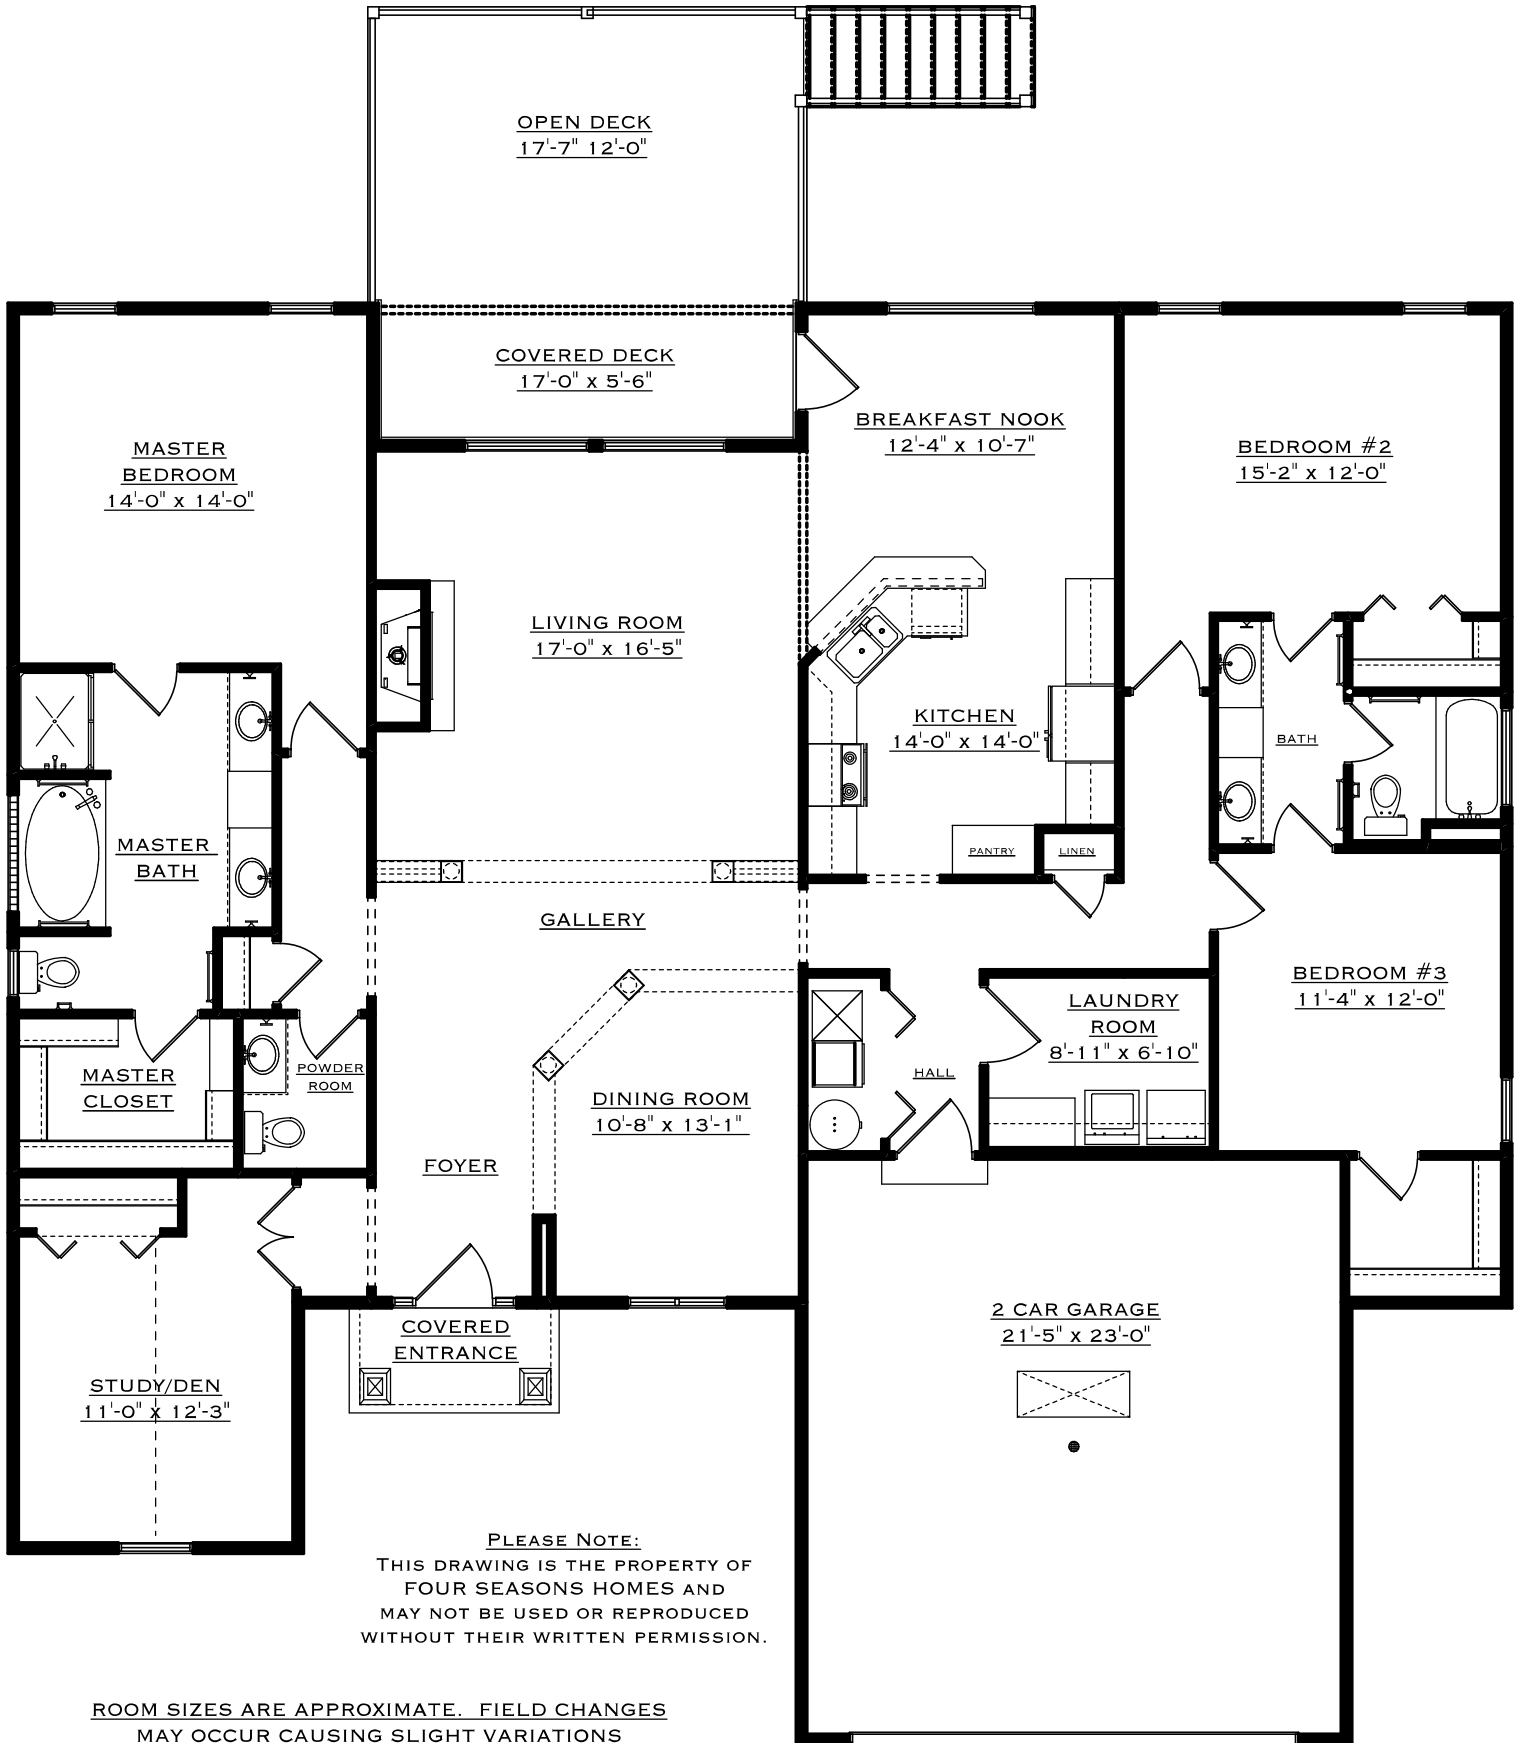 OPEN DECK
17'-7" 12'-0"
COVERED DECK
17'-0" x 5'-6"
MASTER
BEDROOM
14'-0" x 14'-0"
BREAKFAST NOOK
12'-4" x 10'-7"
BEDROOM #2
15'-2" x 12'-0"
LIVING ROOM
17'-0" x 16'-5"
KITCHEN
14'-0" x 14'-0"
BATH
MASTER
BATH
PANTRY
LINEN
GALLERY
BEDROOM #3
11'-4" x 12'-0"
LAUNDRY
ROOM
8'-11" x 6'-10"
MASTER
CLOSET
POWDER
ROOM
HALL
DINING ROOM
10'-8" x 13'-1"
FOYER
COVERED
ENTRANCE
2 CAR GARAGE
21'-5" x 23'-0"
STUDY/DEN
11'-0" x 12'-3"
PLEASE NOTE:
THIS DRAWING IS THE PROPERTY OF
FOUR SEASONS HOMES AND
MAY NOT BE USED OR REPRODUCED
WITHOUT THEIR WRITTEN PERMISSION.
ROOM SIZES ARE APPROXIMATE. FIELD CHANGES
MAY OCCUR CAUSING SLIGHT VARIATIONS